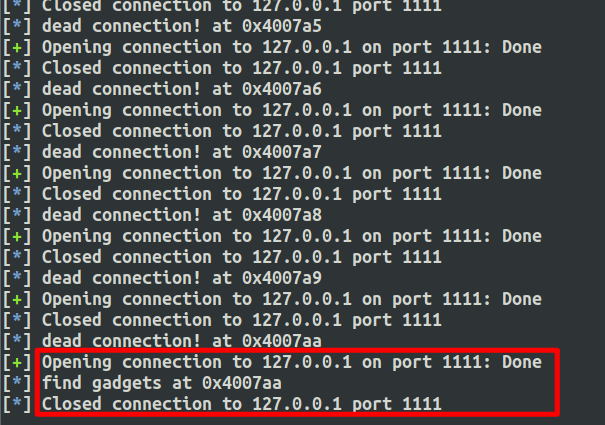 [*] Closed connection to 127.0.0.1 port 1111
[*] dead connection! at 0x4007a5
[+] Opening connection to 127.0.0.1 on port 1111: Done
[*] Closed connection to 127.0.0.1 port 1111
[*] dead connection! at 0x4007a6
[+] Opening connection to 127.0.0.1 on port 1111: Done
[*] Closed connection to 127.0.0.1 port 1111
[*] dead connection! at 0x4007a7
[+] Opening connection to 127.0.0.1 on port 1111: Done
[*] Closed connection to 127.0.0.1 port 1111
[*] dead connection! at 0x4007a8
[+] Opening connection to 127.0.0.1 on port 1111: Done
[*] Closed connection to 127.0.0.1 port 1111
[*] dead connection! at 0x4007a9
[+] Opening connection to 127.0.0.1 on port 1111: Done
[*] Closed connection to 127.0.0.1 port 1111
[*] dead connection! at 0x4007aa
[+] Opening connection to 127.0.0.1 on port 1111: Done
[*] find gadgets at 0x4007aa
[*] Closed connection to 127.0.0.1 port 1111